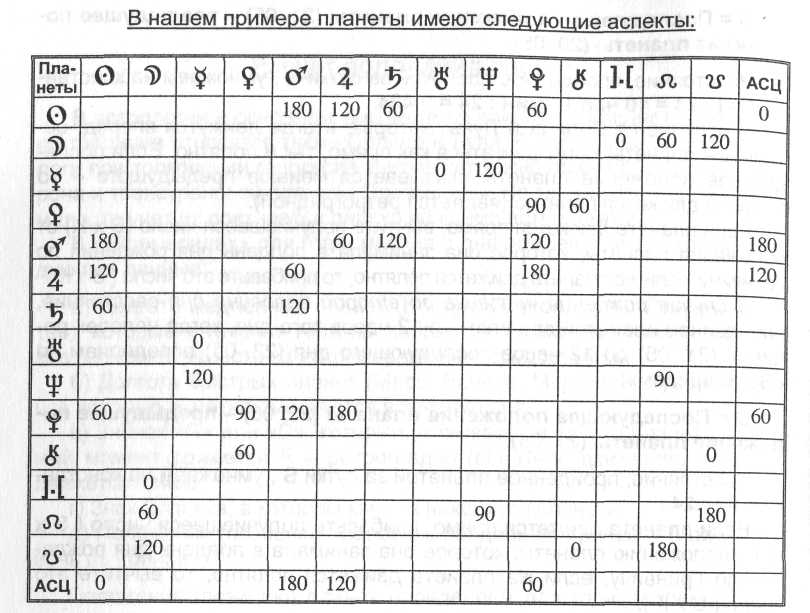 В нашем примере планеты имеют следующие аспекты:
Пла-
неты ☉ ☽ ☿ ♀ ♂ ♃ ♄ ♅ ♆ ⚷ ]·[ ☊ ☋ АСЦ
☉ 180 120 60 60 0
☽ 0 60 120
☿ 0 120
♀ 90 60
♂ 180 60 120 120 180
♃ 120 60 180 120
♄ 60 120
♅ 0
♆ 120 90
60 90 120 180 60
⚷ 60 0
]·[ 0
☊ 60 90 180
☋ 120 0 180
АСЦ 0 180 120 60